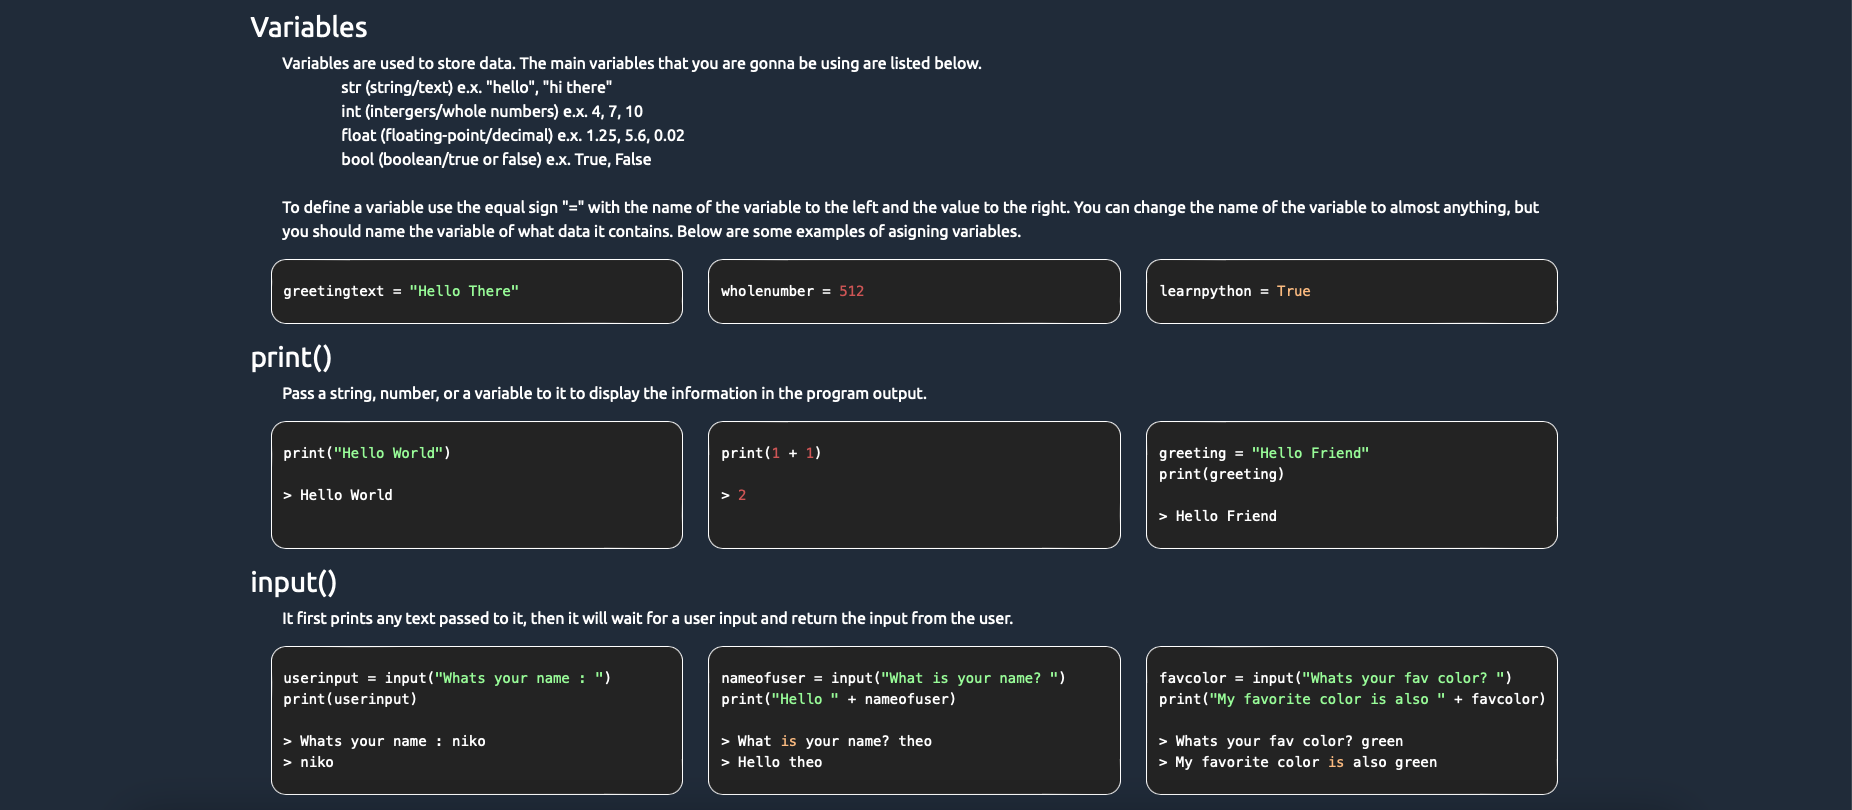 Variables
Variables are used to store data. The main variables that you are gonna be using are listed below.
str (string/text) e.x. "hello", "hi there"
int (intergers/whole numbers) e.x. 4, 7, 10
float (floating-point/decimal) e.x. 1.25, 5.6, 0.02
bool (boolean/true or false) e.x. True, False
To define a variable use the equal sign "=" with the name of the variable to the left and the value to the right. You can change the name of the variable to almost anything, but
you should name the variable of what data it contains. Below are some examples of asigning variables.
greetingtext = "Hello There"
wholenumber = 512
learnpython = True
print()
Pass a string, number, or a variable to it to display the information in the program output.
print("Hello World")
> Hello World
print(1 + 1)
> 2
greeting = "Hello Friend"
print(greeting)
> Hello Friend
input()
It first prints any text passed to it, then it will wait for a user input and return the input from the user.
userinput = input("Whats your name : ")
print(userinput)
> Whats your name : niko
> niko
nameofuser = input("What is your name? ")
print("Hello " + nameofuser)
> What is your name? theo
> Hello theo
favcolor = input("Whats your fav color? ")
print("My favorite color is also " + favcolor)
> Whats your fav color? green
> My favorite color is also green